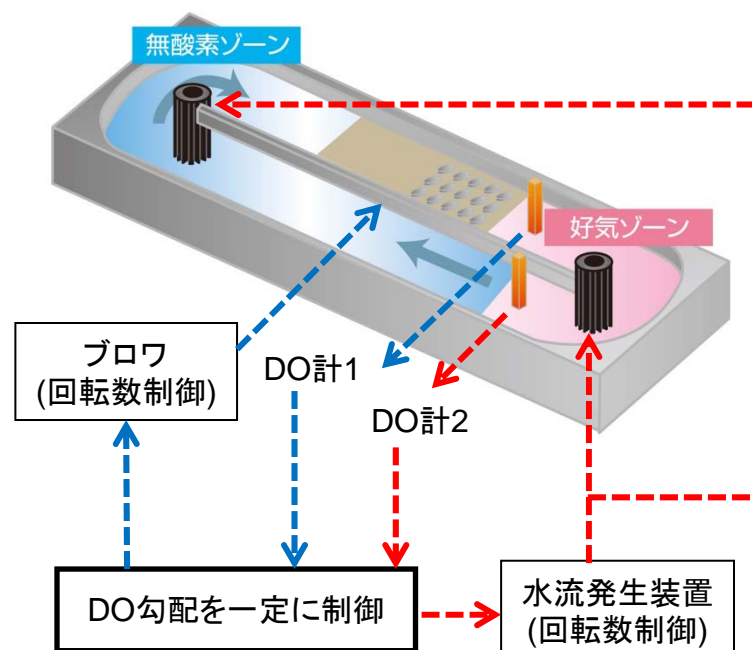 無酸素ゾーン
好気ゾーン
ブロワ
(回転数制御)
DO計1
DO計2
DO勾配を一定に制御
水流発生装置
(回転数制御)